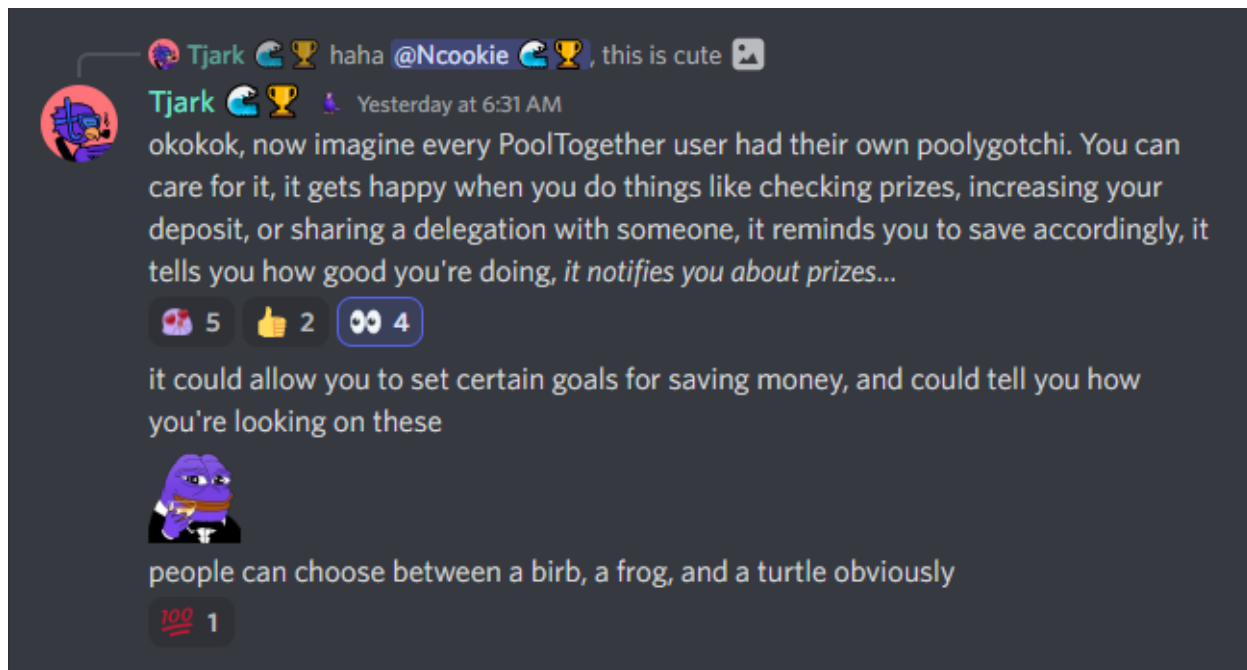 Tjark 🌊🏆 haha @Ncookie 🌊🏆, this is cute
Tjark 🌊🏆 Yesterday at 6:31 AM
okokok, now imagine every PoolTogether user had their own poolygotchi. You can
care for it, it gets happy when you do things like checking prizes, increasing your
deposit, or sharing a delegation with someone, it reminds you to save accordingly, it
tells you how good you're doing, it notifies you about prizes...
5 👍 2 👀 4
it could allow you to set certain goals for saving money, and could tell you how
you're looking on these
people can choose between a birb, a frog, and a turtle obviously
💯 1